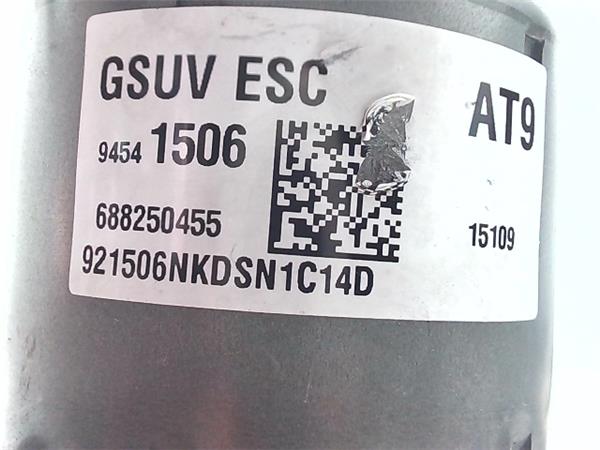 GSUV ESC AT9
9454 1506
688250455 15109
921506NKDSN1C14D